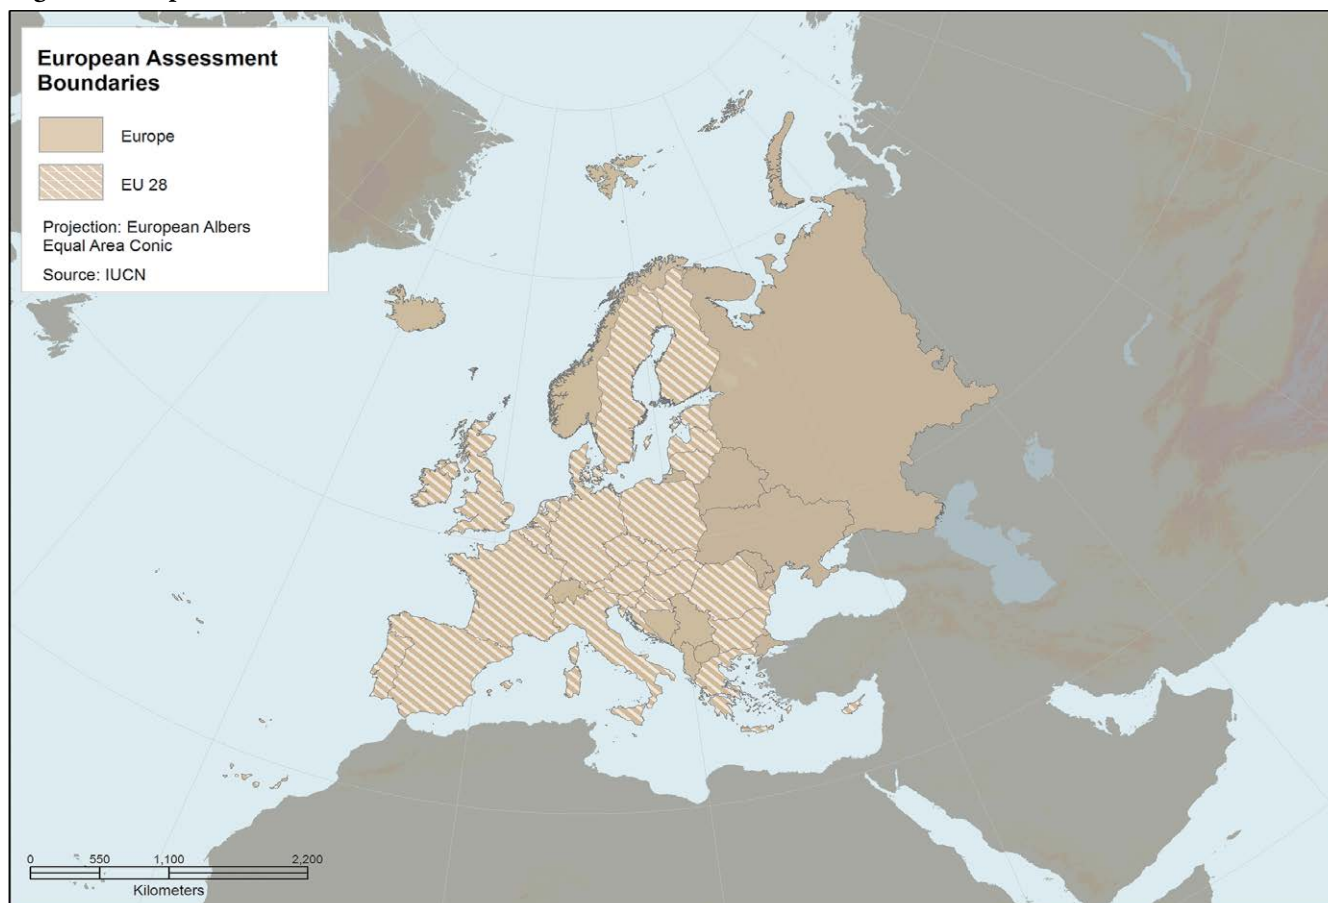 European Assessment
Boundaries
Europe
EU 28
Projection: European Albers
Equal Area Conic
Source: IUCN
0 550 1,100 2,200
Kilometers